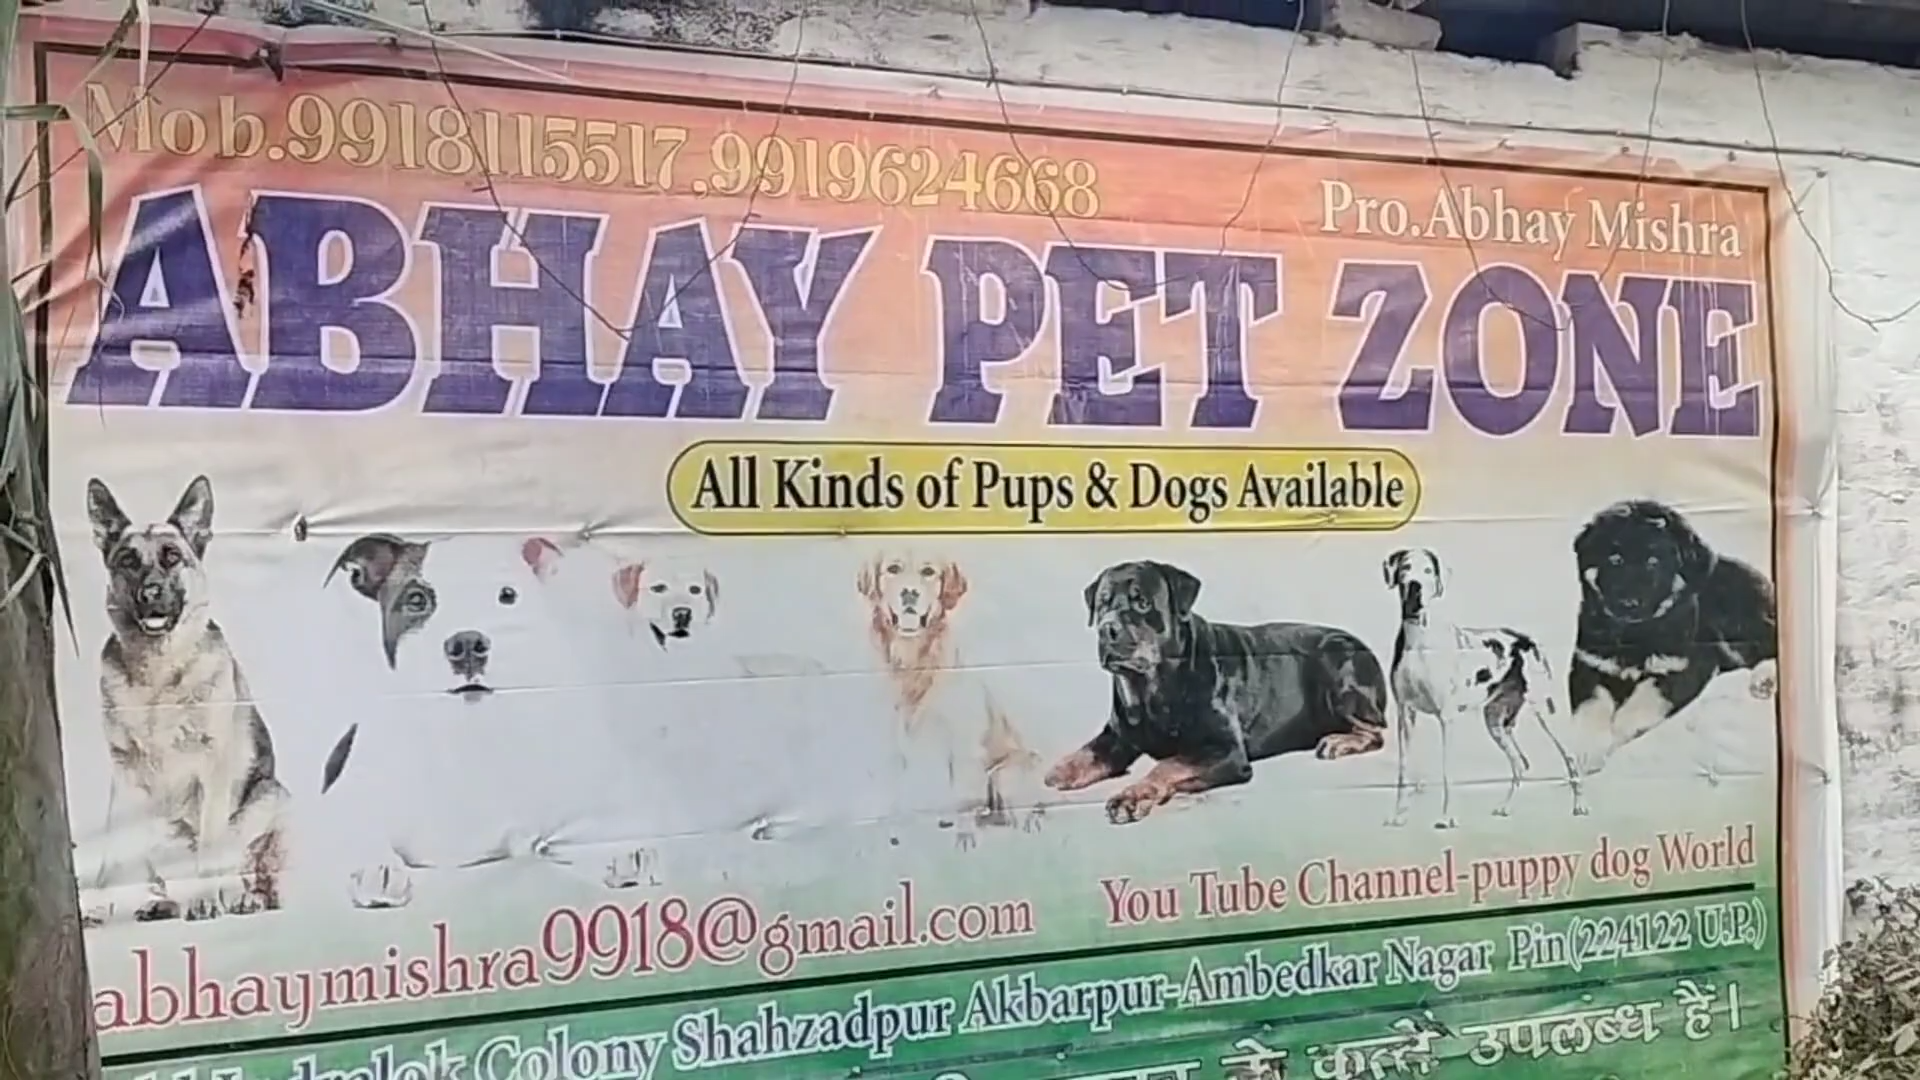 Mob.9918115517,9919624668
Pro.Abhay Mishra
ABHAY PET ZONE
All Kinds of Pups & Dogs Available
abhaymishra9918@gmail.com
You Tube Channel-puppy dog World
Colony Shahzadpur Akbarpur-Ambedkar Nagar Pin(224122 U.P.)
के कुत्ते उपलब्ध हैं।